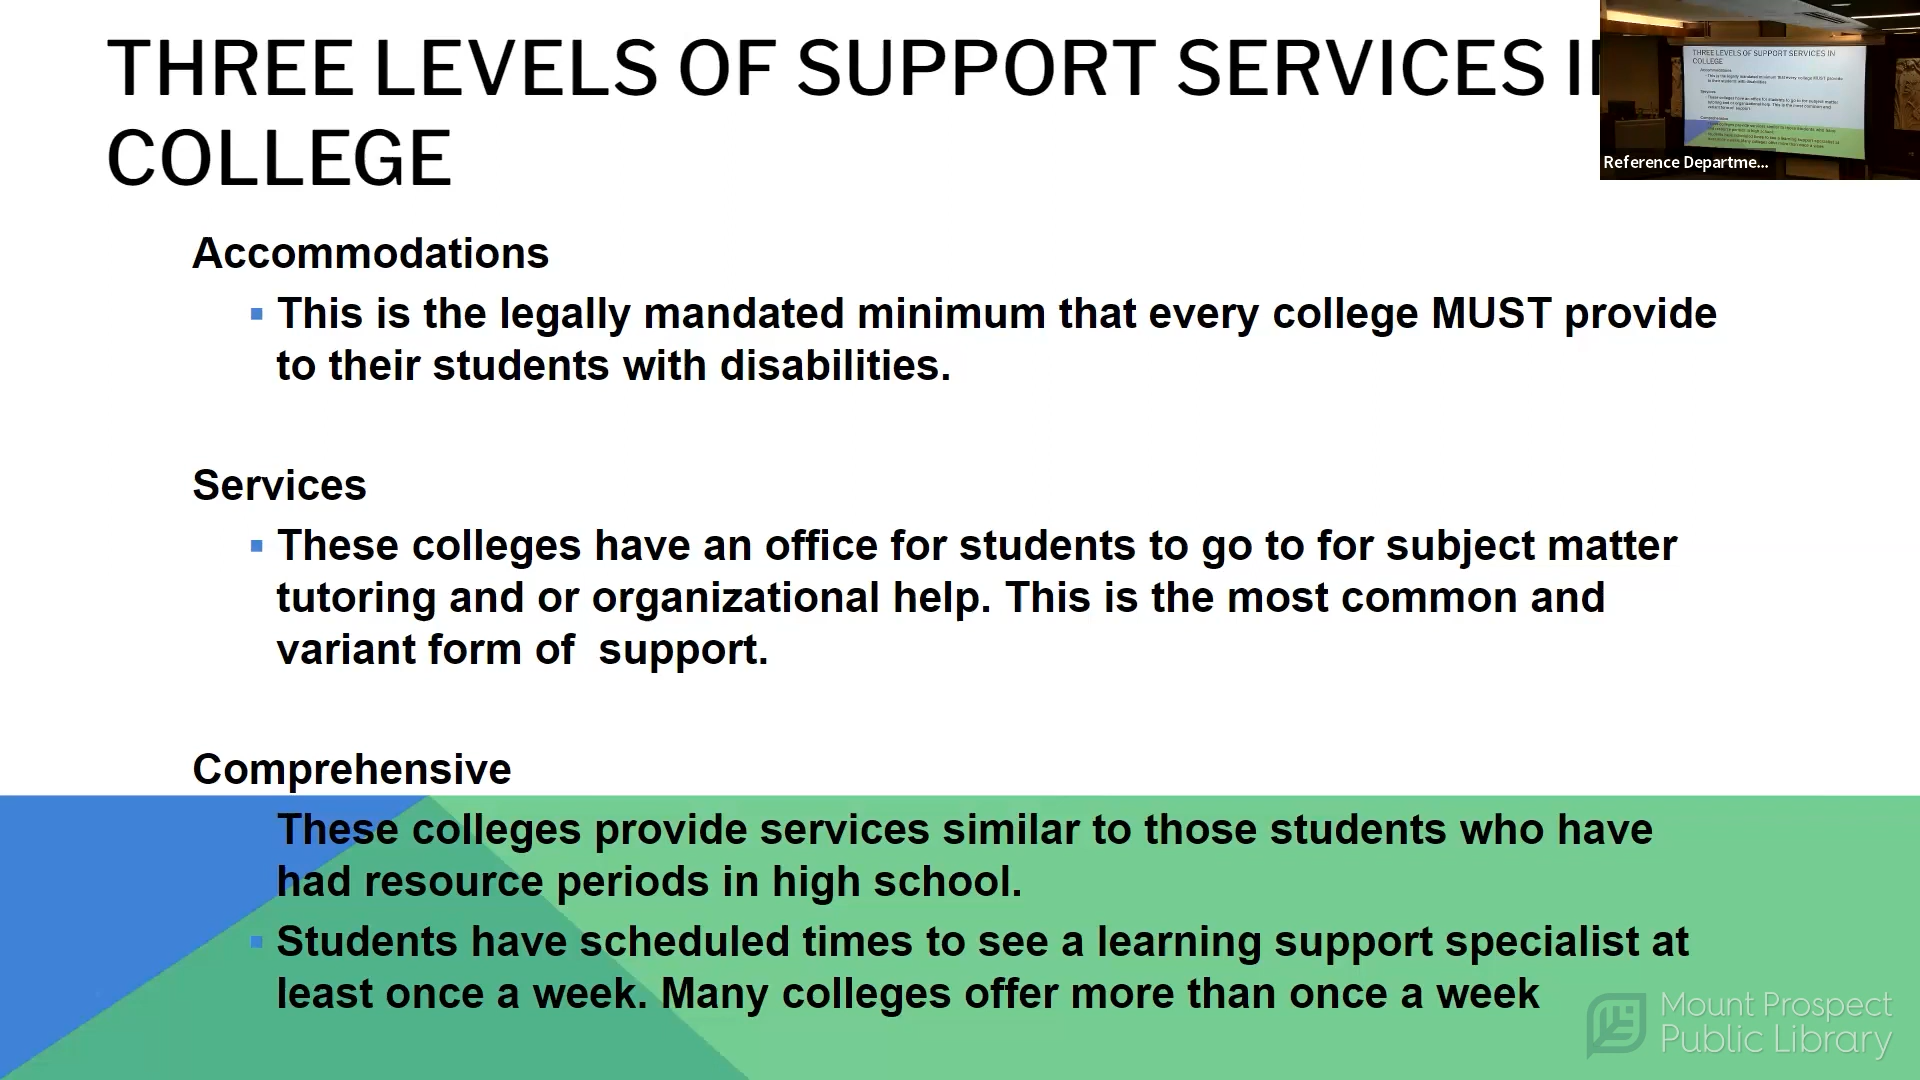 THREE LEVELS OF SUPPORT SERVICES IN
COLLEGE
Accommodations
▪ This is the legally mandated minimum that every college MUST provide
to their students with disabilities.
Services
▪ These colleges have an office for students to go to for subject matter
tutoring and or organizational help. This is the most common and
variant form of support.
Comprehensive
These colleges provide services similar to those students who have
had resource periods in high school.
▪ Students have scheduled times to see a learning support specialist at
least once a week. Many colleges offer more than once a week
THREE LEVELS OF SUPPORT SERVICES IN
COLLEGE
Reference Departme...
Mount Prospect
Public Library